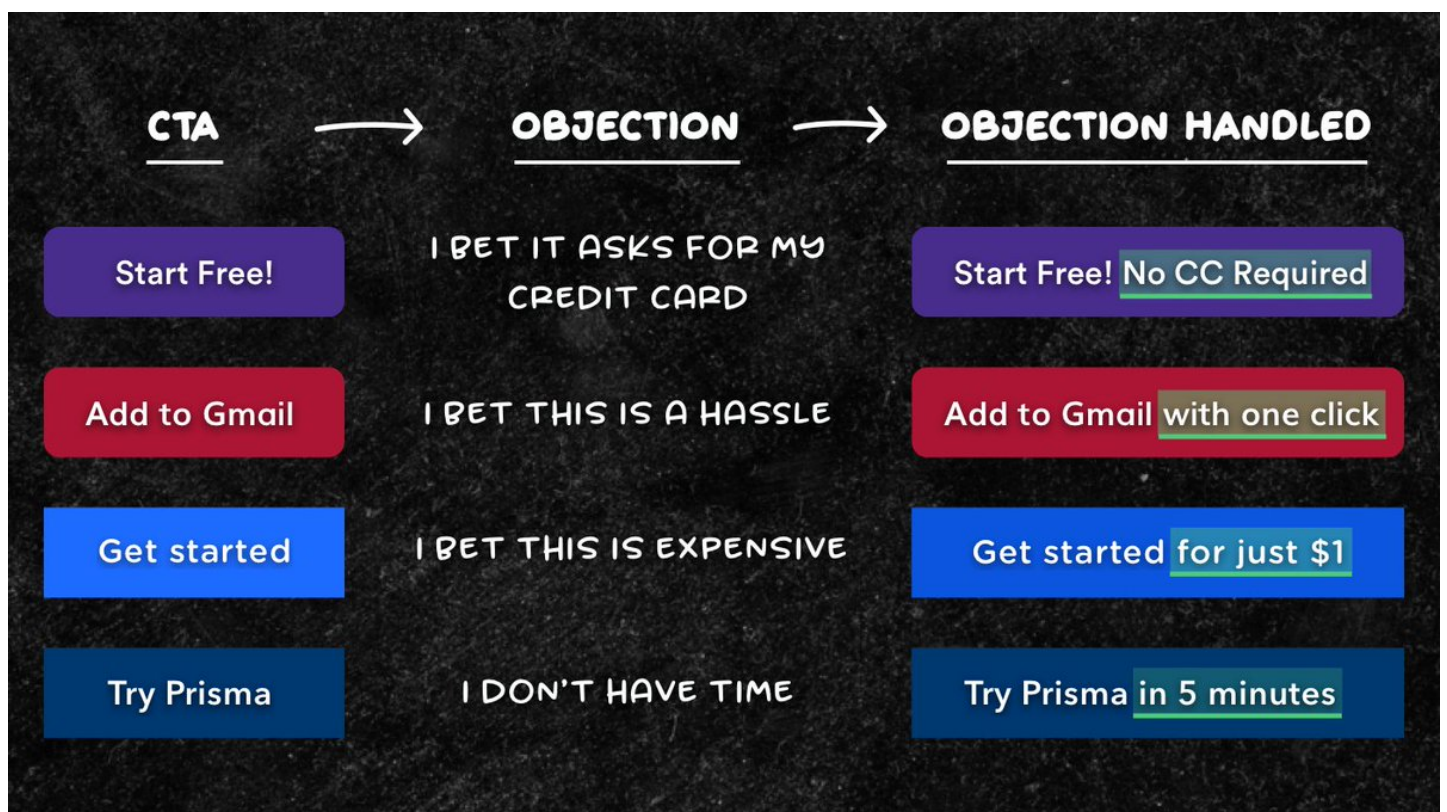 CTA
OBJECTION
OBJECTION HANDLED
Start Free!
I BET IT ASKS FOR MY
CREDIT CARD
Start Free! No CC Required
Add to Gmail
I BET THIS IS A HASSLE
Add to Gmail with one click
Get started
I BET THIS IS EXPENSIVE
Get started for just $1
Try Prisma
I DON'T HAVE TIME
Try Prisma in 5 minutes